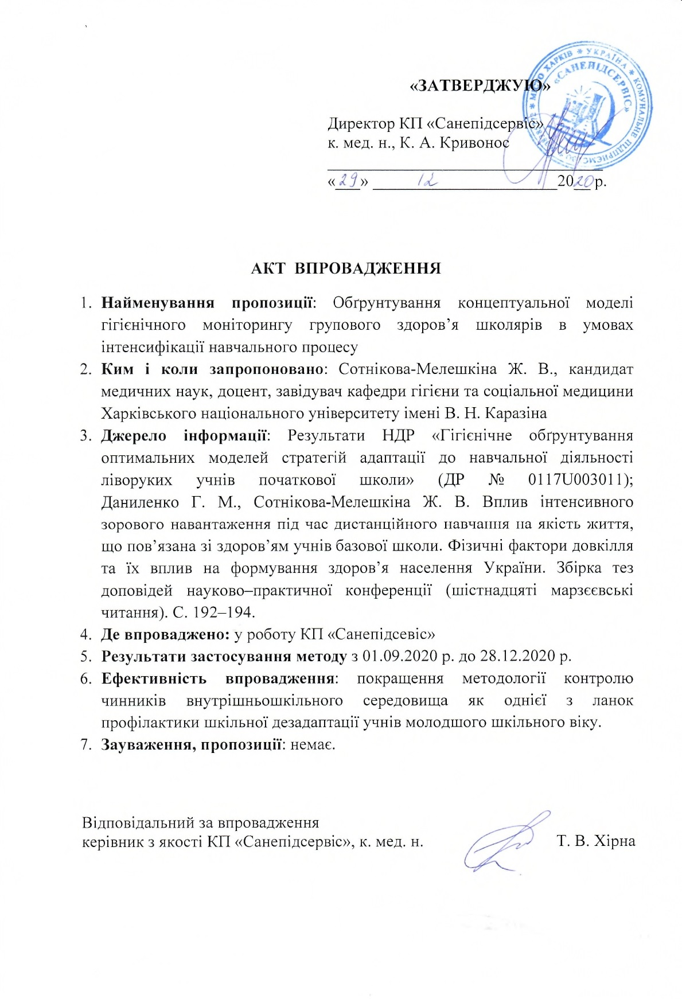 «ЗАТВЕРДЖУЮ»
МІСТО ХАРКІВ * УКРАЇНА * КОМУНАЛЬНЕ ПІДПРИЄМСТВО
«САНЕПІДСЕРВІС»
Директор КП «Санепідсервіс»
к. мед. н., К. А. Кривонос
«29» 12 2020 р.
АКТ ВПРОВАДЖЕННЯ
1. Найменування пропозиції: Обґрунтування концептуальної моделі
гігієнічного моніторингу групового здоров’я школярів в умовах
інтенсифікації навчального процесу
2. Ким і коли запропоновано: Сотнікова-Мелешкіна Ж. В., кандидат
медичних наук, доцент, завідувач кафедри гігієни та соціальної медицини
Харківського національного університету імені В. Н. Каразіна
3. Джерело інформації: Результати НДР «Гігієнічне обґрунтування
оптимальних моделей стратегій адаптації до навчальної діяльності
ліворуких учнів початкової школи» (ДР № 0117U003011);
Даниленко Г. М., Сотнікова-Мелешкіна Ж. В. Вплив інтенсивного
зорового навантаження під час дистанційного навчання на якість життя,
що пов’язана зі здоров’ям учнів базової школи. Фізичні фактори довкілля
та їх вплив на формування здоров’я населення України. Збірка тез
доповідей науково–практичної конференції (шістнадцяті марзєєвські
читання). С. 192–194.
4. Де впроваджено: у роботу КП «Санепідсевіс»
5. Результати застосування методу з 01.09.2020 р. до 28.12.2020 р.
6. Ефективність впровадження: покращення методології контролю
чинників внутрішньошкільного середовища як однієї з ланок
профілактики шкільної дезадаптації учнів молодшого шкільного віку.
7. Зауваження, пропозиції: немає.
Відповідальний за впровадження
керівник з якості КП «Санепідсервіс», к. мед. н. Т. В. Хірна